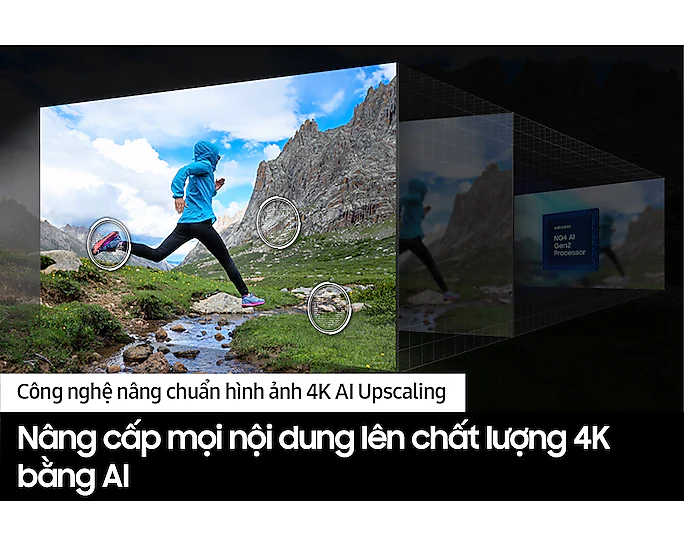 SAMSUNG
NQ4 AI
Gen2
Processor
Công nghệ nâng chuẩn hình ảnh 4K AI Upscaling
Nâng cấp mọi nội dung lên chất lượng 4K
bằng AI